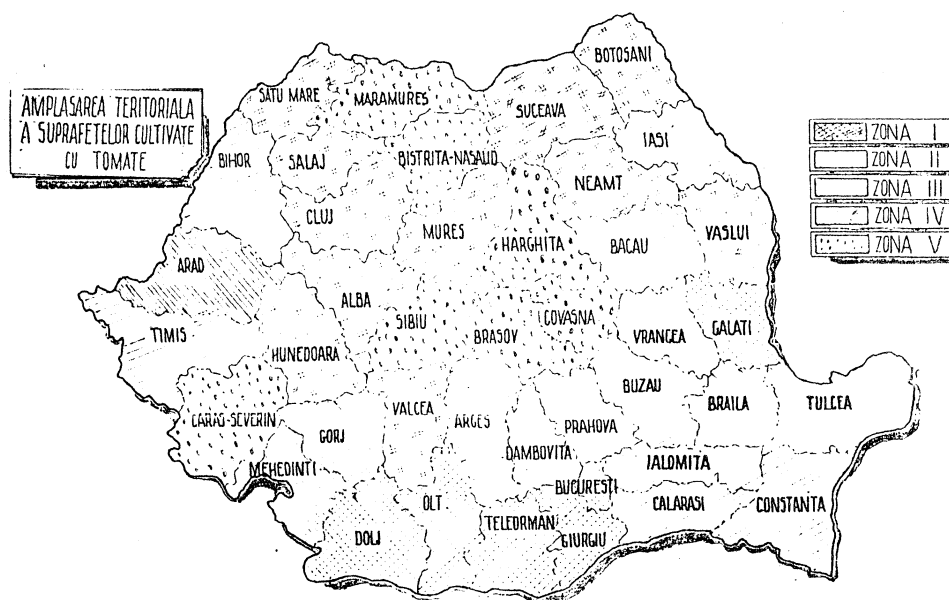 AMPLASAREA TERITORIALA
A SUPRAFETELOR CULTIVATE
CU TOMATE
BOTOSANI
SATU MARE
MARAMURES
SUCEAVA
IASI
BIHOR
SALAJ
BISTRITA-NASAUD
NEAMT
CLUJ
MURES
HARGHITA
BACAU
VASLUI
ARAD
ALBA
SIBIU
BRASOV
COVASNA
VRANCEA
GALATI
TIMIS
HUNEDOARA
BUZAU
BRAILA
TULCEA
CARAS-SEVERIN
GORJ
VALCEA
ARGES
PRAHOVA
DAMBOVITA
MEHEDINTI
IALOMITA
BUCURESTI
CALARASI
CONSTANTA
OLT
TELEORMAN
GIURGIU
DOLJ
ZONA I
ZONA II
ZONA III
ZONA IV
ZONA V